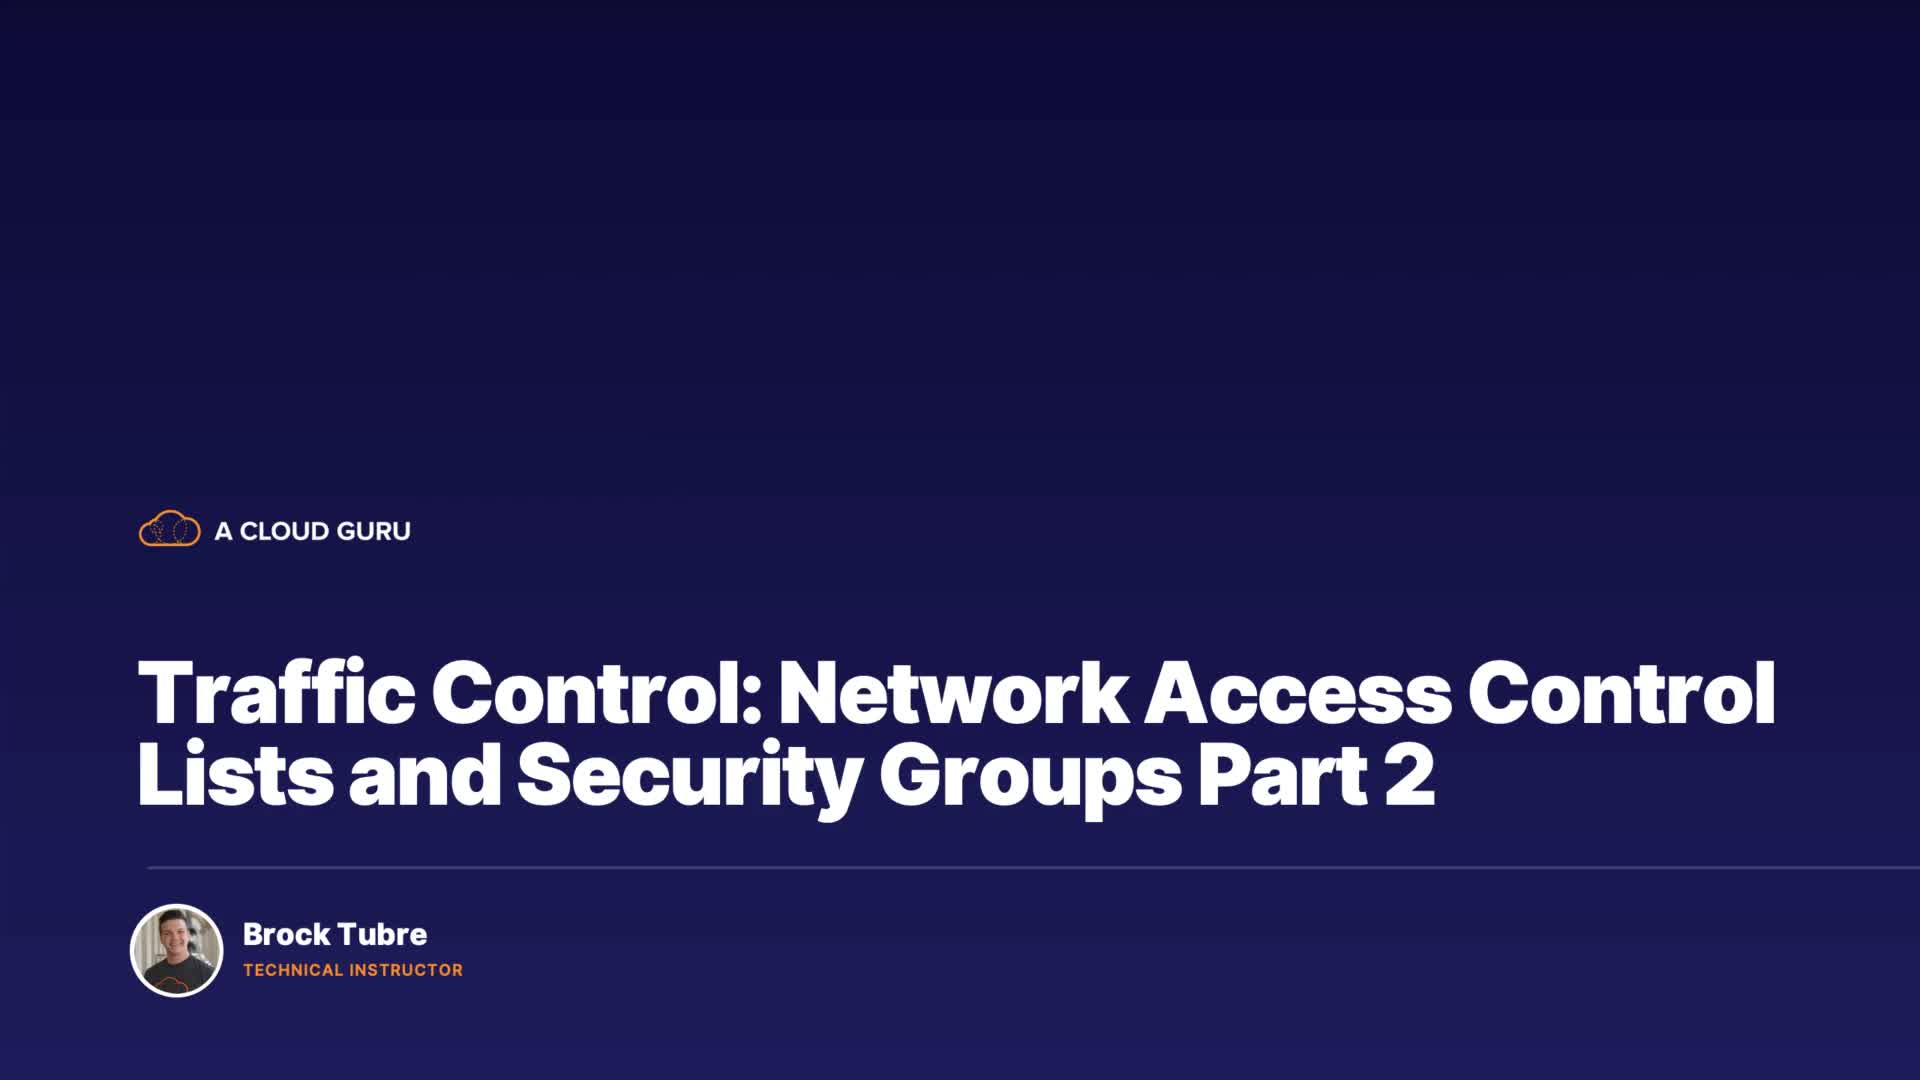 A CLOUD GURU
Traffic Control: Network Access Control
Lists and Security Groups Part 2
Brock Tubre
TECHNICAL INSTRUCTOR